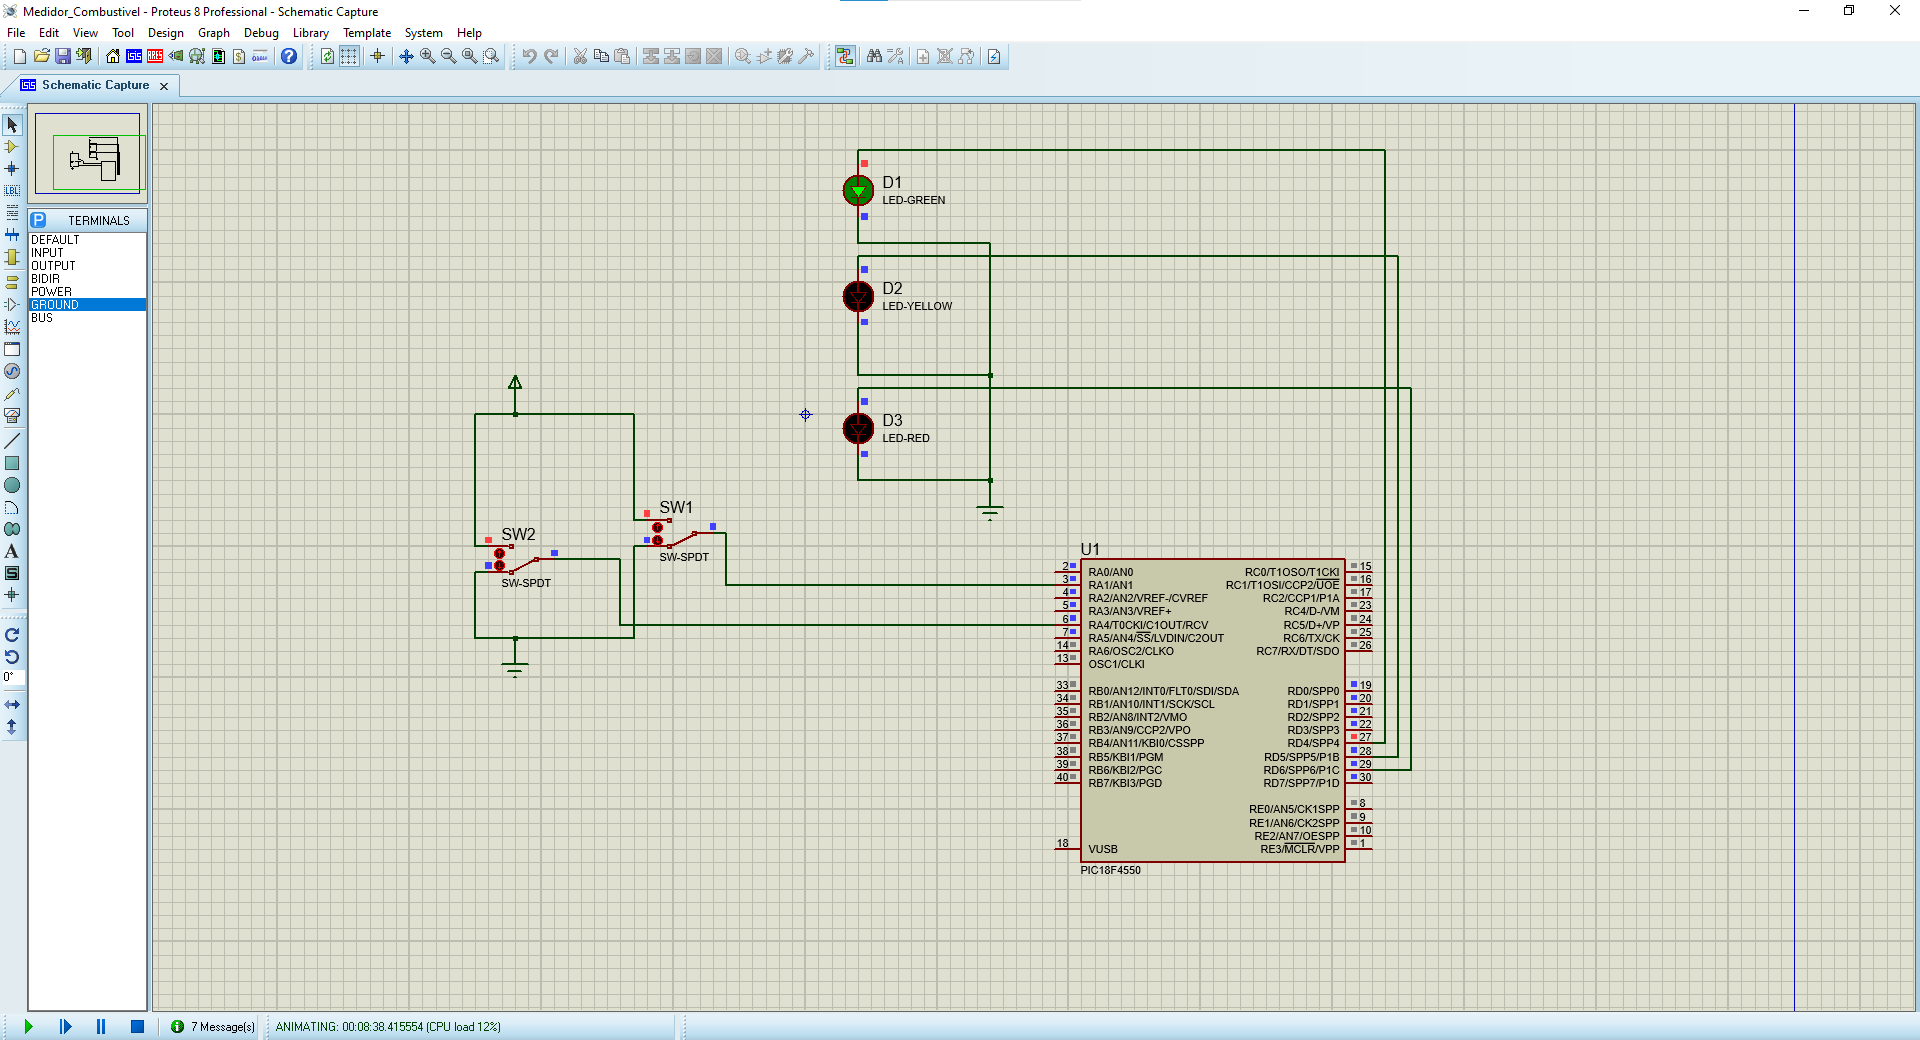 Medidor_Combustivel - Proteus 8 Professional - Schematic Capture
File Edit View Tool Design Graph Debug Library Template System Help
Schematic Capture
TERMINALS
DEFAULT
INPUT
OUTPUT
BIDIR
POWER
GROUND
BUS
0°
D1
LED-GREEN
D2
LED-YELLOW
D3
LED-RED
SW1
SW-SPDT
SW2
SW-SPDT
U1
2 RA0/AN0 RC0/T1OSO/T1CKI 15
3 RA1/AN1 RC1/T1OSI/CCP2/UOE 16
4 RA2/AN2/VREF-/CVREF RC2/CCP1/P1A 17
5 RA3/AN3/VREF+ RC4/D-/VM 23
6 RA4/T0CKI/C1OUT/RCV RC5/D+/VP 24
7 RA5/AN4/SS/LVDIN/C2OUT RC6/TX/CK 25
14 RA6/OSC2/CLKO RC7/RX/DT/SDO 26
13 OSC1/CLKI
33 RB0/AN12/INT0/FLT0/SDI/SDA RD0/SPP0 19
34 RB1/AN10/INT1/SCK/SCL RD1/SPP1 20
35 RB2/AN8/INT2/VMO RD2/SPP2 21
36 RB3/AN9/CCP2/VPO RD3/SPP3 22
37 RB4/AN11/KBI0/CSSPP RD4/SPP4 27
38 RB5/KBI1/PGM RD5/SPP5/P1B 28
39 RB6/KBI2/PGC RD6/SPP6/P1C 29
40 RB7/KBI3/PGD RD7/SPP7/P1D 30
RE0/AN5/CK1SPP 8
RE1/AN6/CK2SPP 9
RE2/AN7/OESPP 10
18 VUSB RE3/MCLR/VPP 1
PIC18F4550
7 Message(s) ANIMATING: 00:08:38.415554 (CPU load 12%)